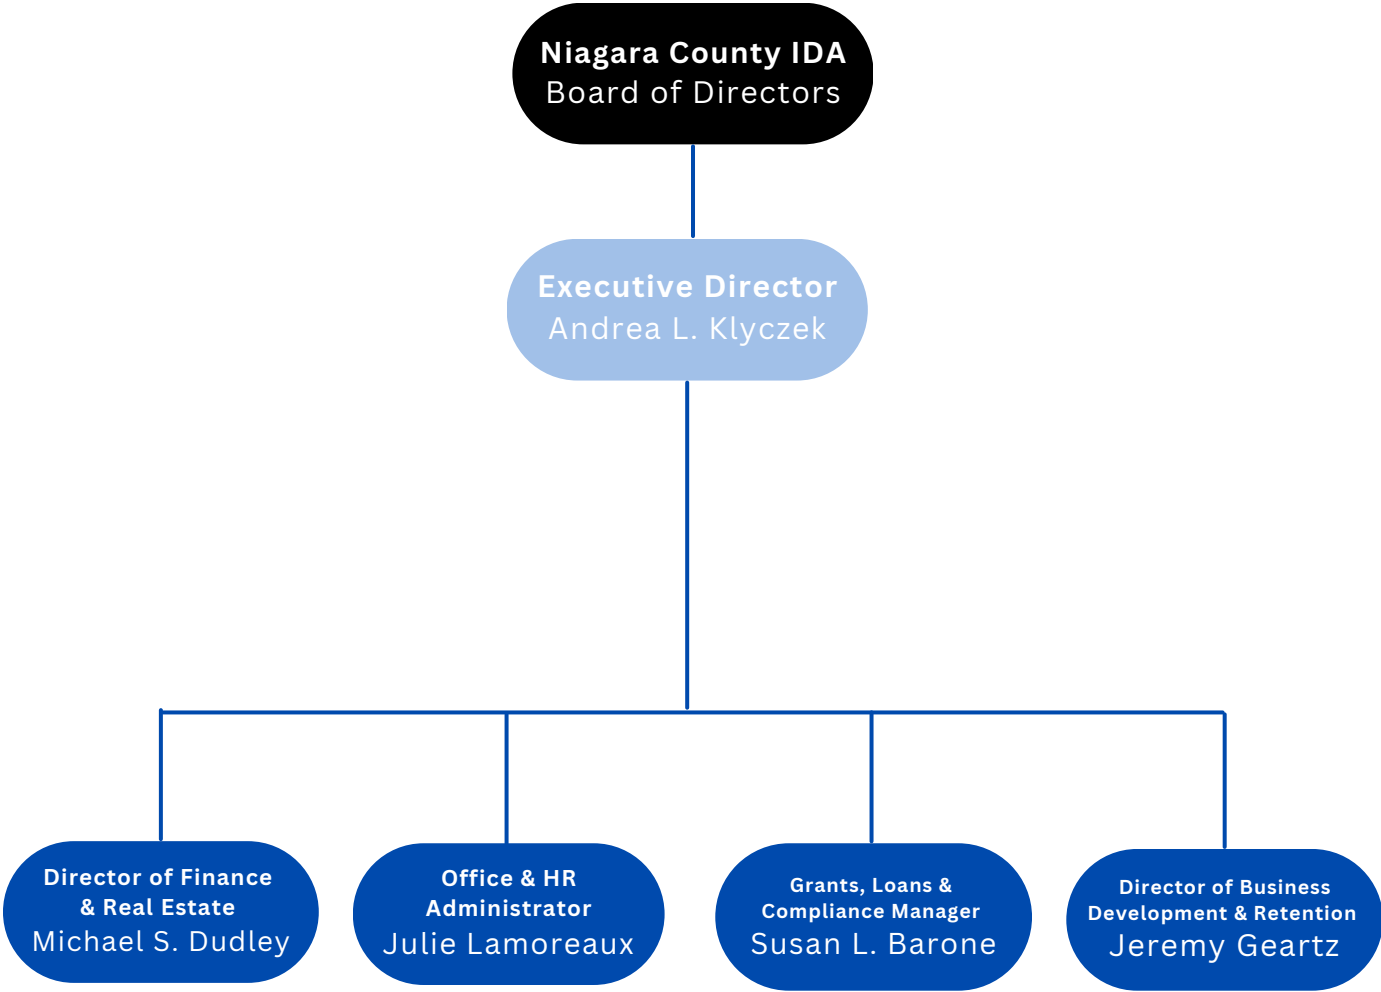 Niagara County IDA
Board of Directors
Executive Director
Andrea L. Klyczek
Director of Finance
& Real Estate
Michael S. Dudley
Office & HR
Administrator
Julie Lamoreaux
Grants, Loans &
Compliance Manager
Susan L. Barone
Director of Business
Development & Retention
Jeremy Geartz